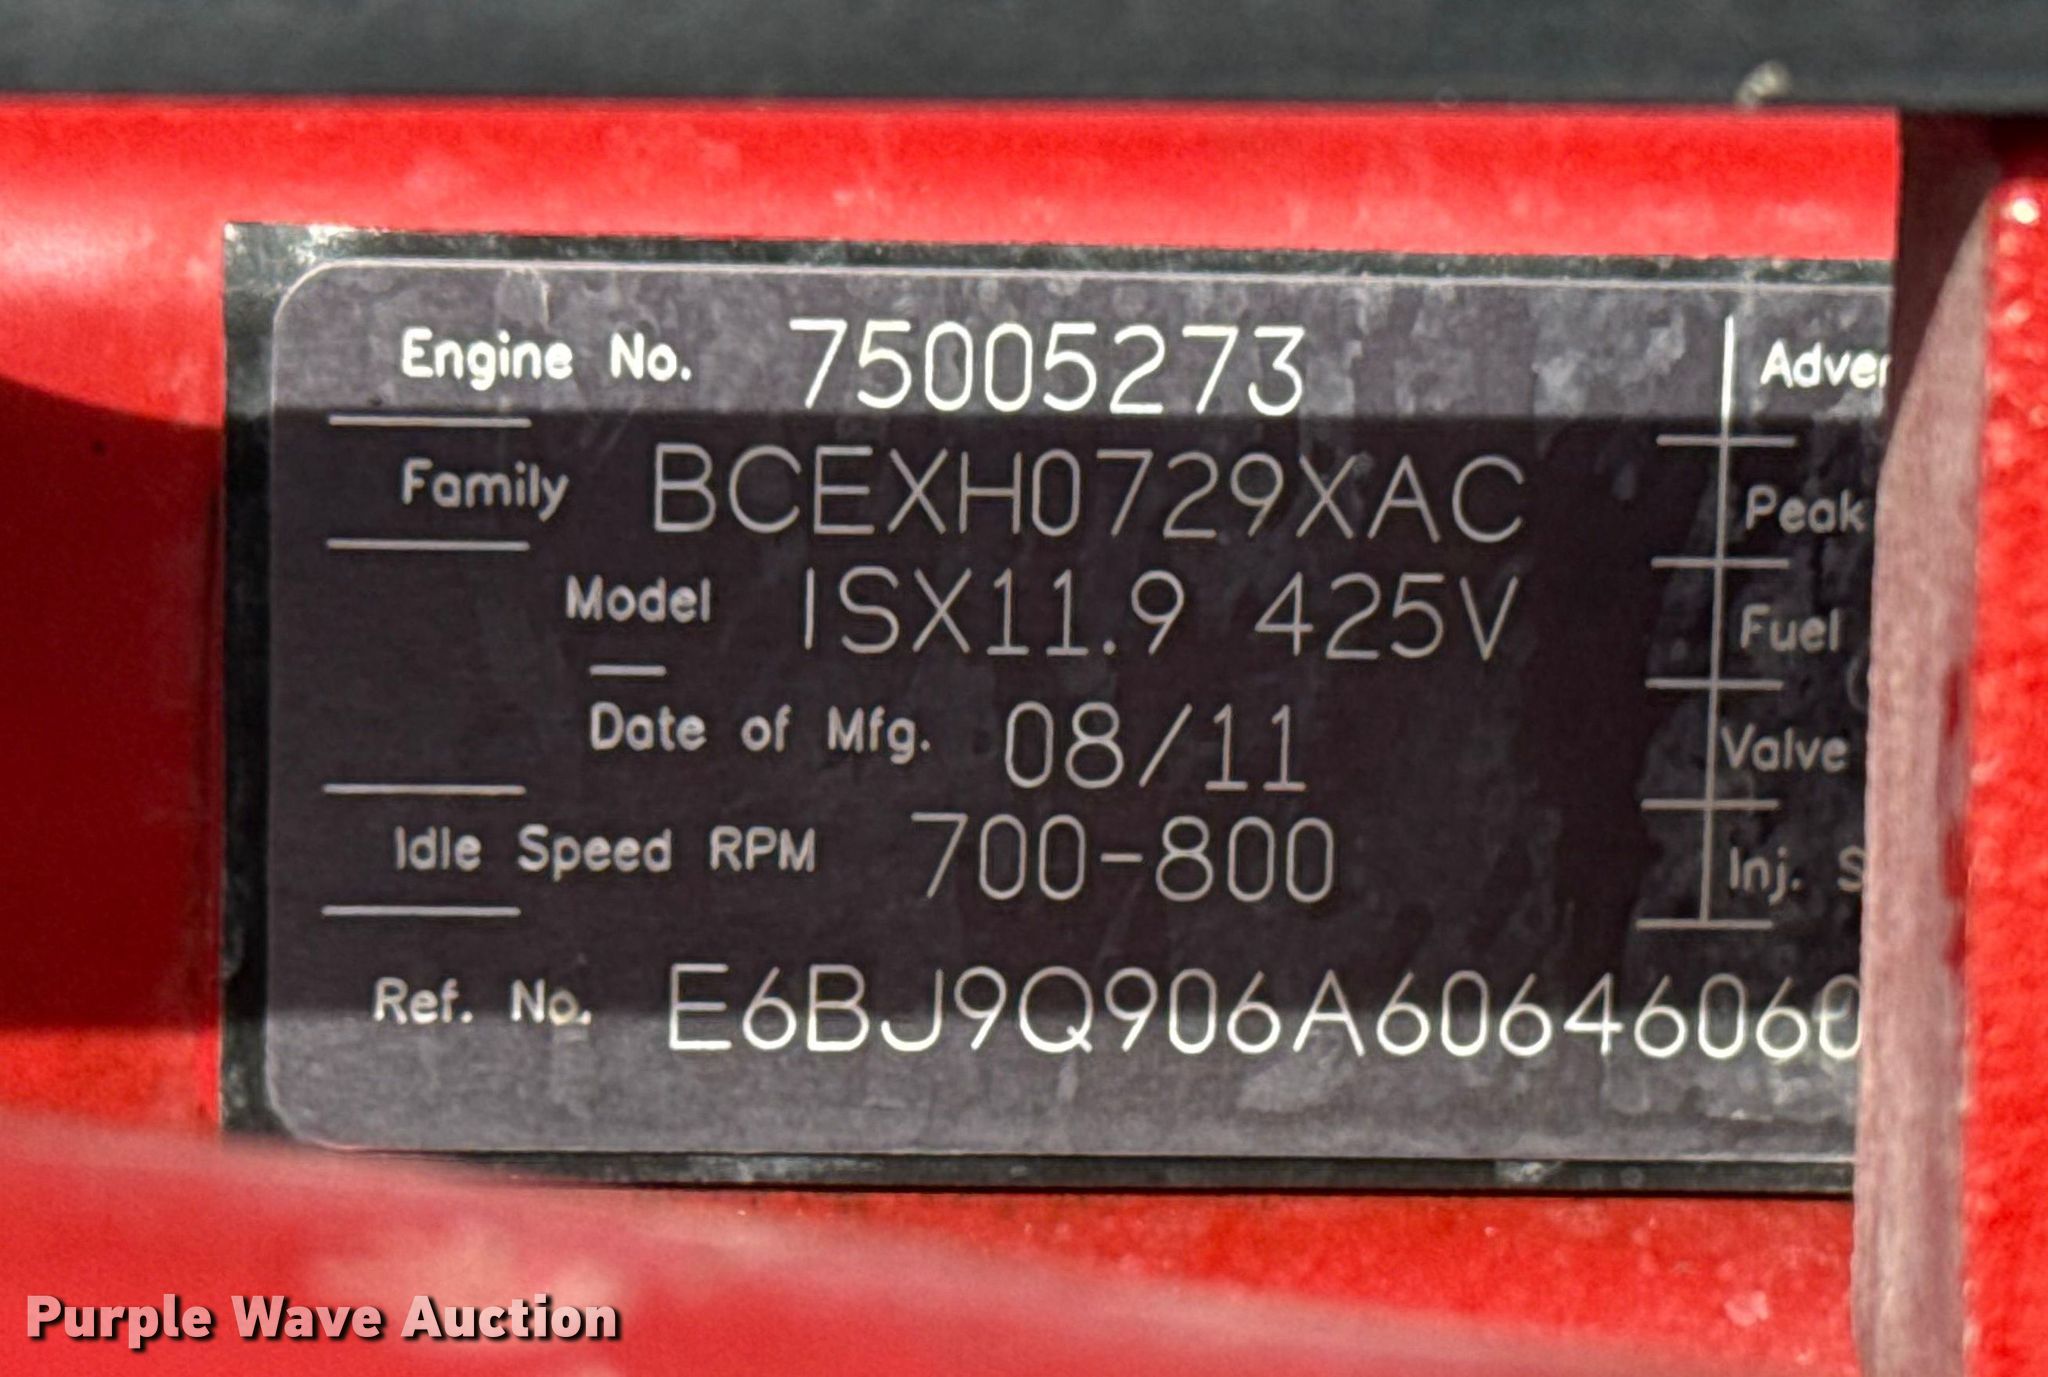 Engine No. 75005273
Family BCEXH0729XAC
Model ISX11.9 425V
Date of Mfg. 08/11
Idle Speed RPM 700-800
Ref. No. E6BJ9Q906A60646060
Adver
Peak
Fuel
Valve
Inj. S
Purple Wave Auction